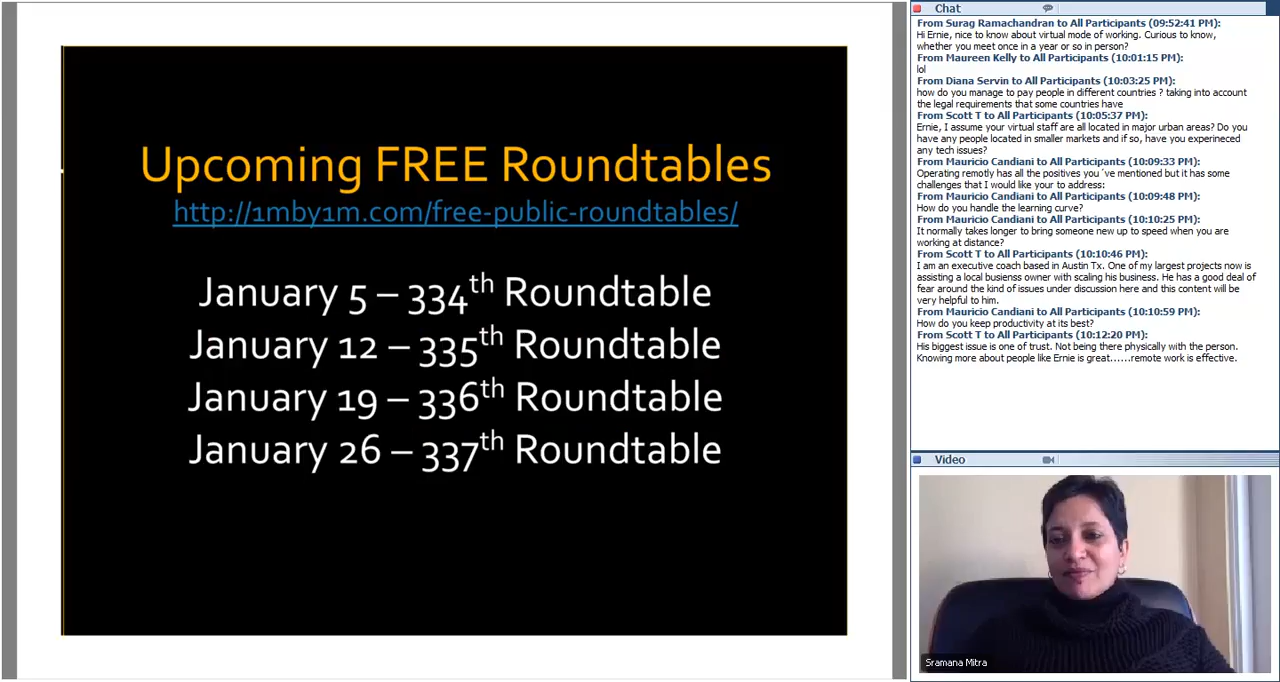 Upcoming FREE Roundtables
http://1mby1m.com/free-public-roundtables/
January 5 – 334th Roundtable
January 12 – 335th Roundtable
January 19 – 336th Roundtable
January 26 – 337th Roundtable
Chat
From Surag Ramachandran to All Participants (09:52:41 PM):
Hi Ernie, nice to know about virtual mode of working. Curious to know,
whether you meet once in a year or so in person?
From Maureen Kelly to All Participants (10:01:15 PM):
lol
From Diana Servin to All Participants (10:03:25 PM):
how do you manage to pay people in different countries ? taking into account
the legal requirements that some countries have
From Scott T to All Participants (10:05:37 PM):
Ernie, I assume your virtual staff are all located in major urban areas? Do you
have any people located in smaller markets and if so, have you experineced
any tech issues?
From Mauricio Candiani to All Participants (10:09:33 PM):
Operating remotly has all the positives you´ve mentioned but it has some
challenges that I would like your to address:
From Mauricio Candiani to All Participants (10:09:48 PM):
How do you handle the learning curve?
From Mauricio Candiani to All Participants (10:10:25 PM):
It normally takes longer to bring someone new up to speed when you are
working at distance?
From Scott T to All Participants (10:10:46 PM):
I am an executive coach based in Austin Tx. One of my largest projects now is
assisting a local busienss owner with scaling his business. He has a good deal of
fear around the kind of issues under discussion here and this content will be
very helpful to him.
From Mauricio Candiani to All Participants (10:10:59 PM):
How do you keep productivity at its best?
From Scott T to All Participants (10:12:20 PM):
His biggest issue is one of trust. Not being there physically with the person.
Knowing more about people like Ernie is great......remote work is effective.
Video
Sramana Mitra